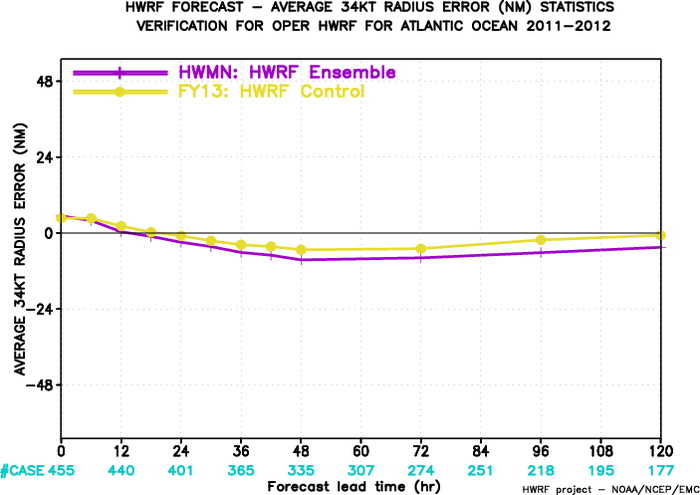 HWRF FORECAST – AVERAGE 34KT RADIUS ERROR (NM) STATISTICS
VERIFICATION FOR OPER HWRF FOR ATLANTIC OCEAN 2011–2012
HWMN: HWRF Ensemble
FY13: HWRF Control
AVERAGE 34KT RADIUS ERROR (NM)
48
24
0
–24
–48
0 12 24 36 48 60 72 84 96 108 120
#CASE 455 440 401 365 335 307 274 251 218 195 177
Forecast lead time (hr)
HWRF project – NOAA/NCEP/EMC